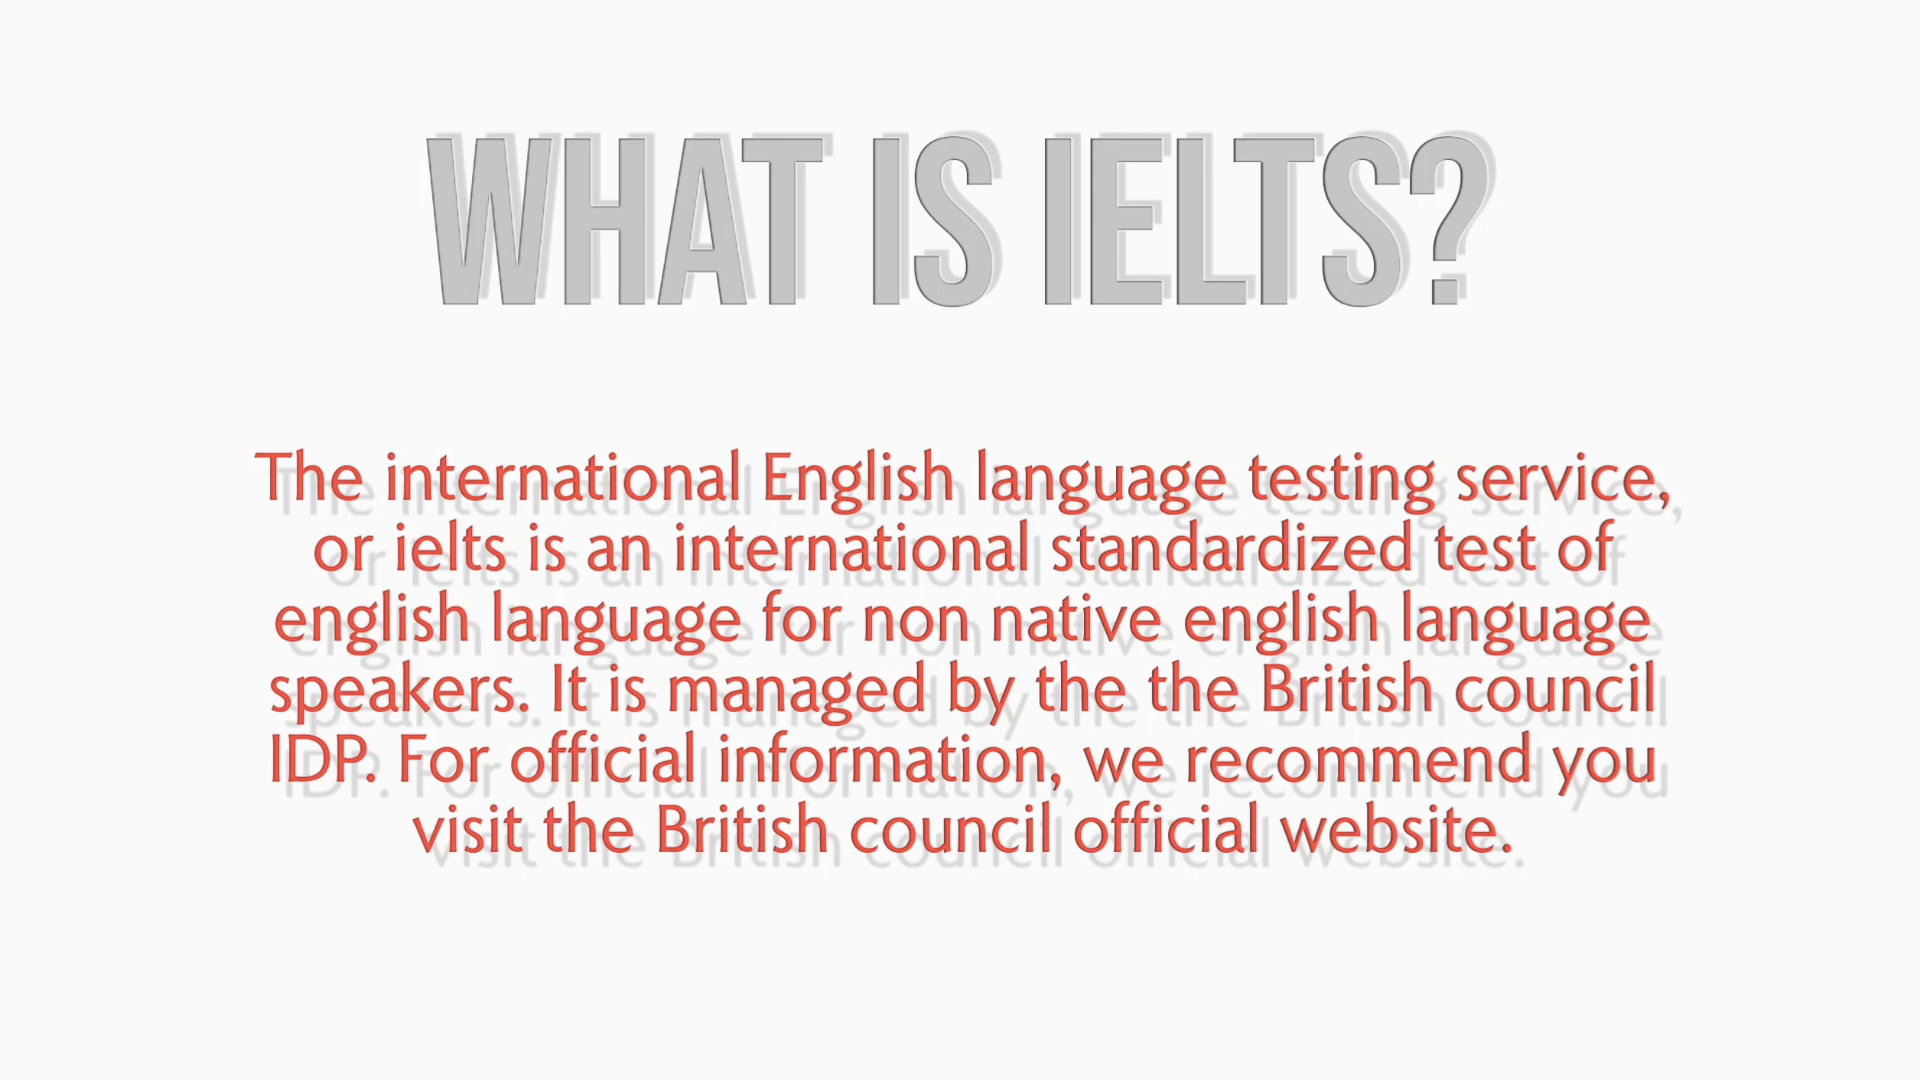 WHAT IS IELTS?
The international English language testing service,
or ielts is an international standardized test of
english language for non native english language
speakers. It is managed by the the British council
IDP. For official information, we recommend you
visit the British council official website.